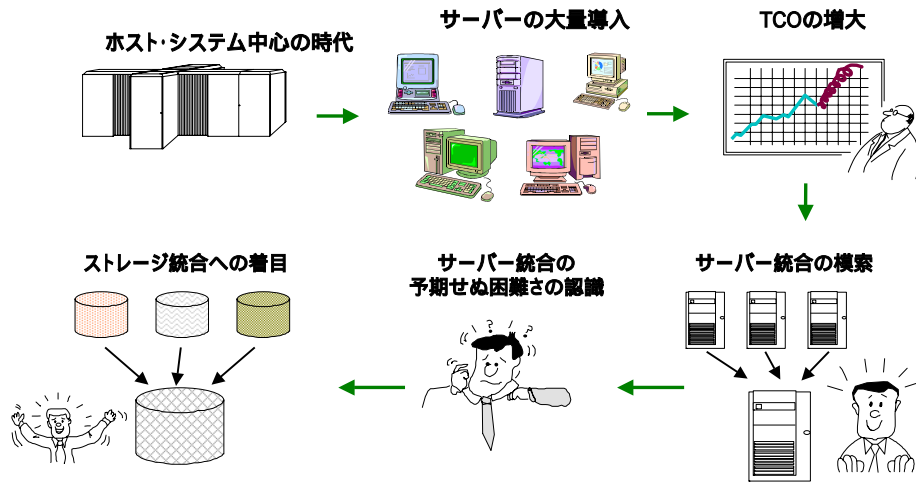 ホスト・システム中心の時代
サーバーの大量導入
TCOの増大
サーバー統合の模索
サーバー統合の
予期せぬ困難さの認識
ストレージ統合への着目